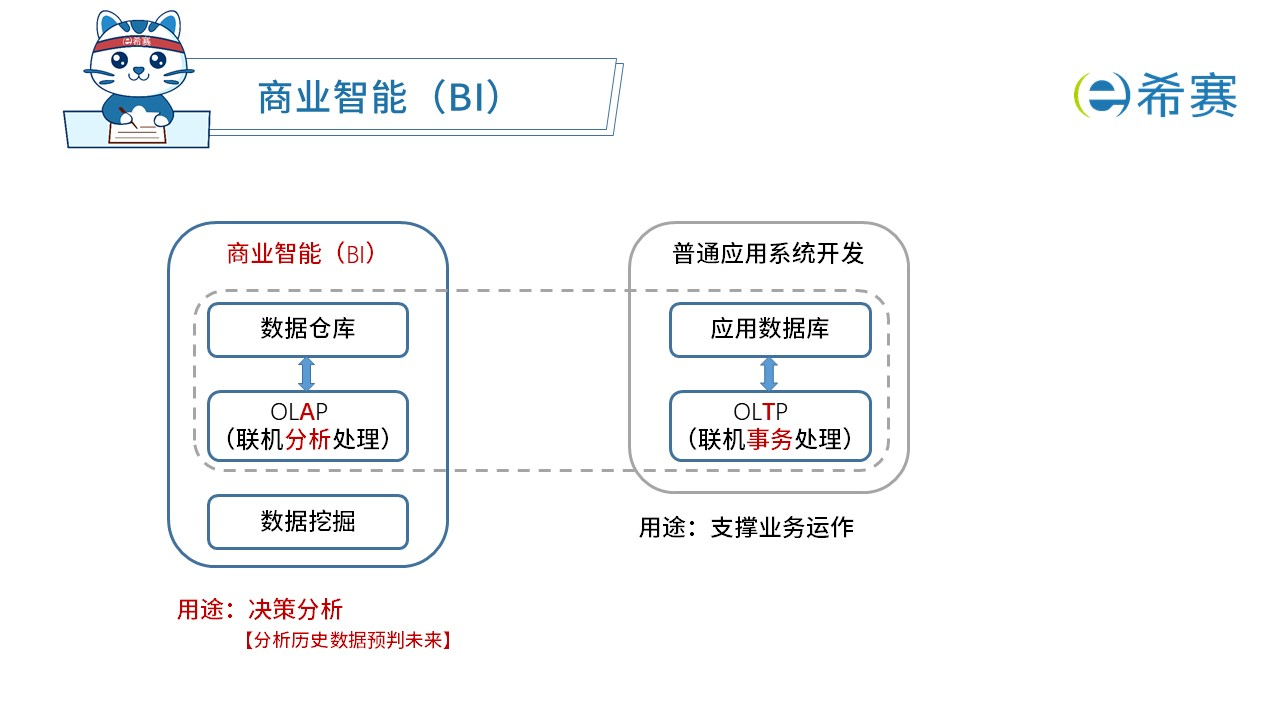 (e)希赛
商业智能（BI）
希赛
商业智能（BI）
数据仓库
OLAP
（联机分析处理）
数据挖掘
用途：决策分析
【分析历史数据预判未来】
普通应用系统开发
应用数据库
OLTP
（联机事务处理）
用途：支撑业务运作